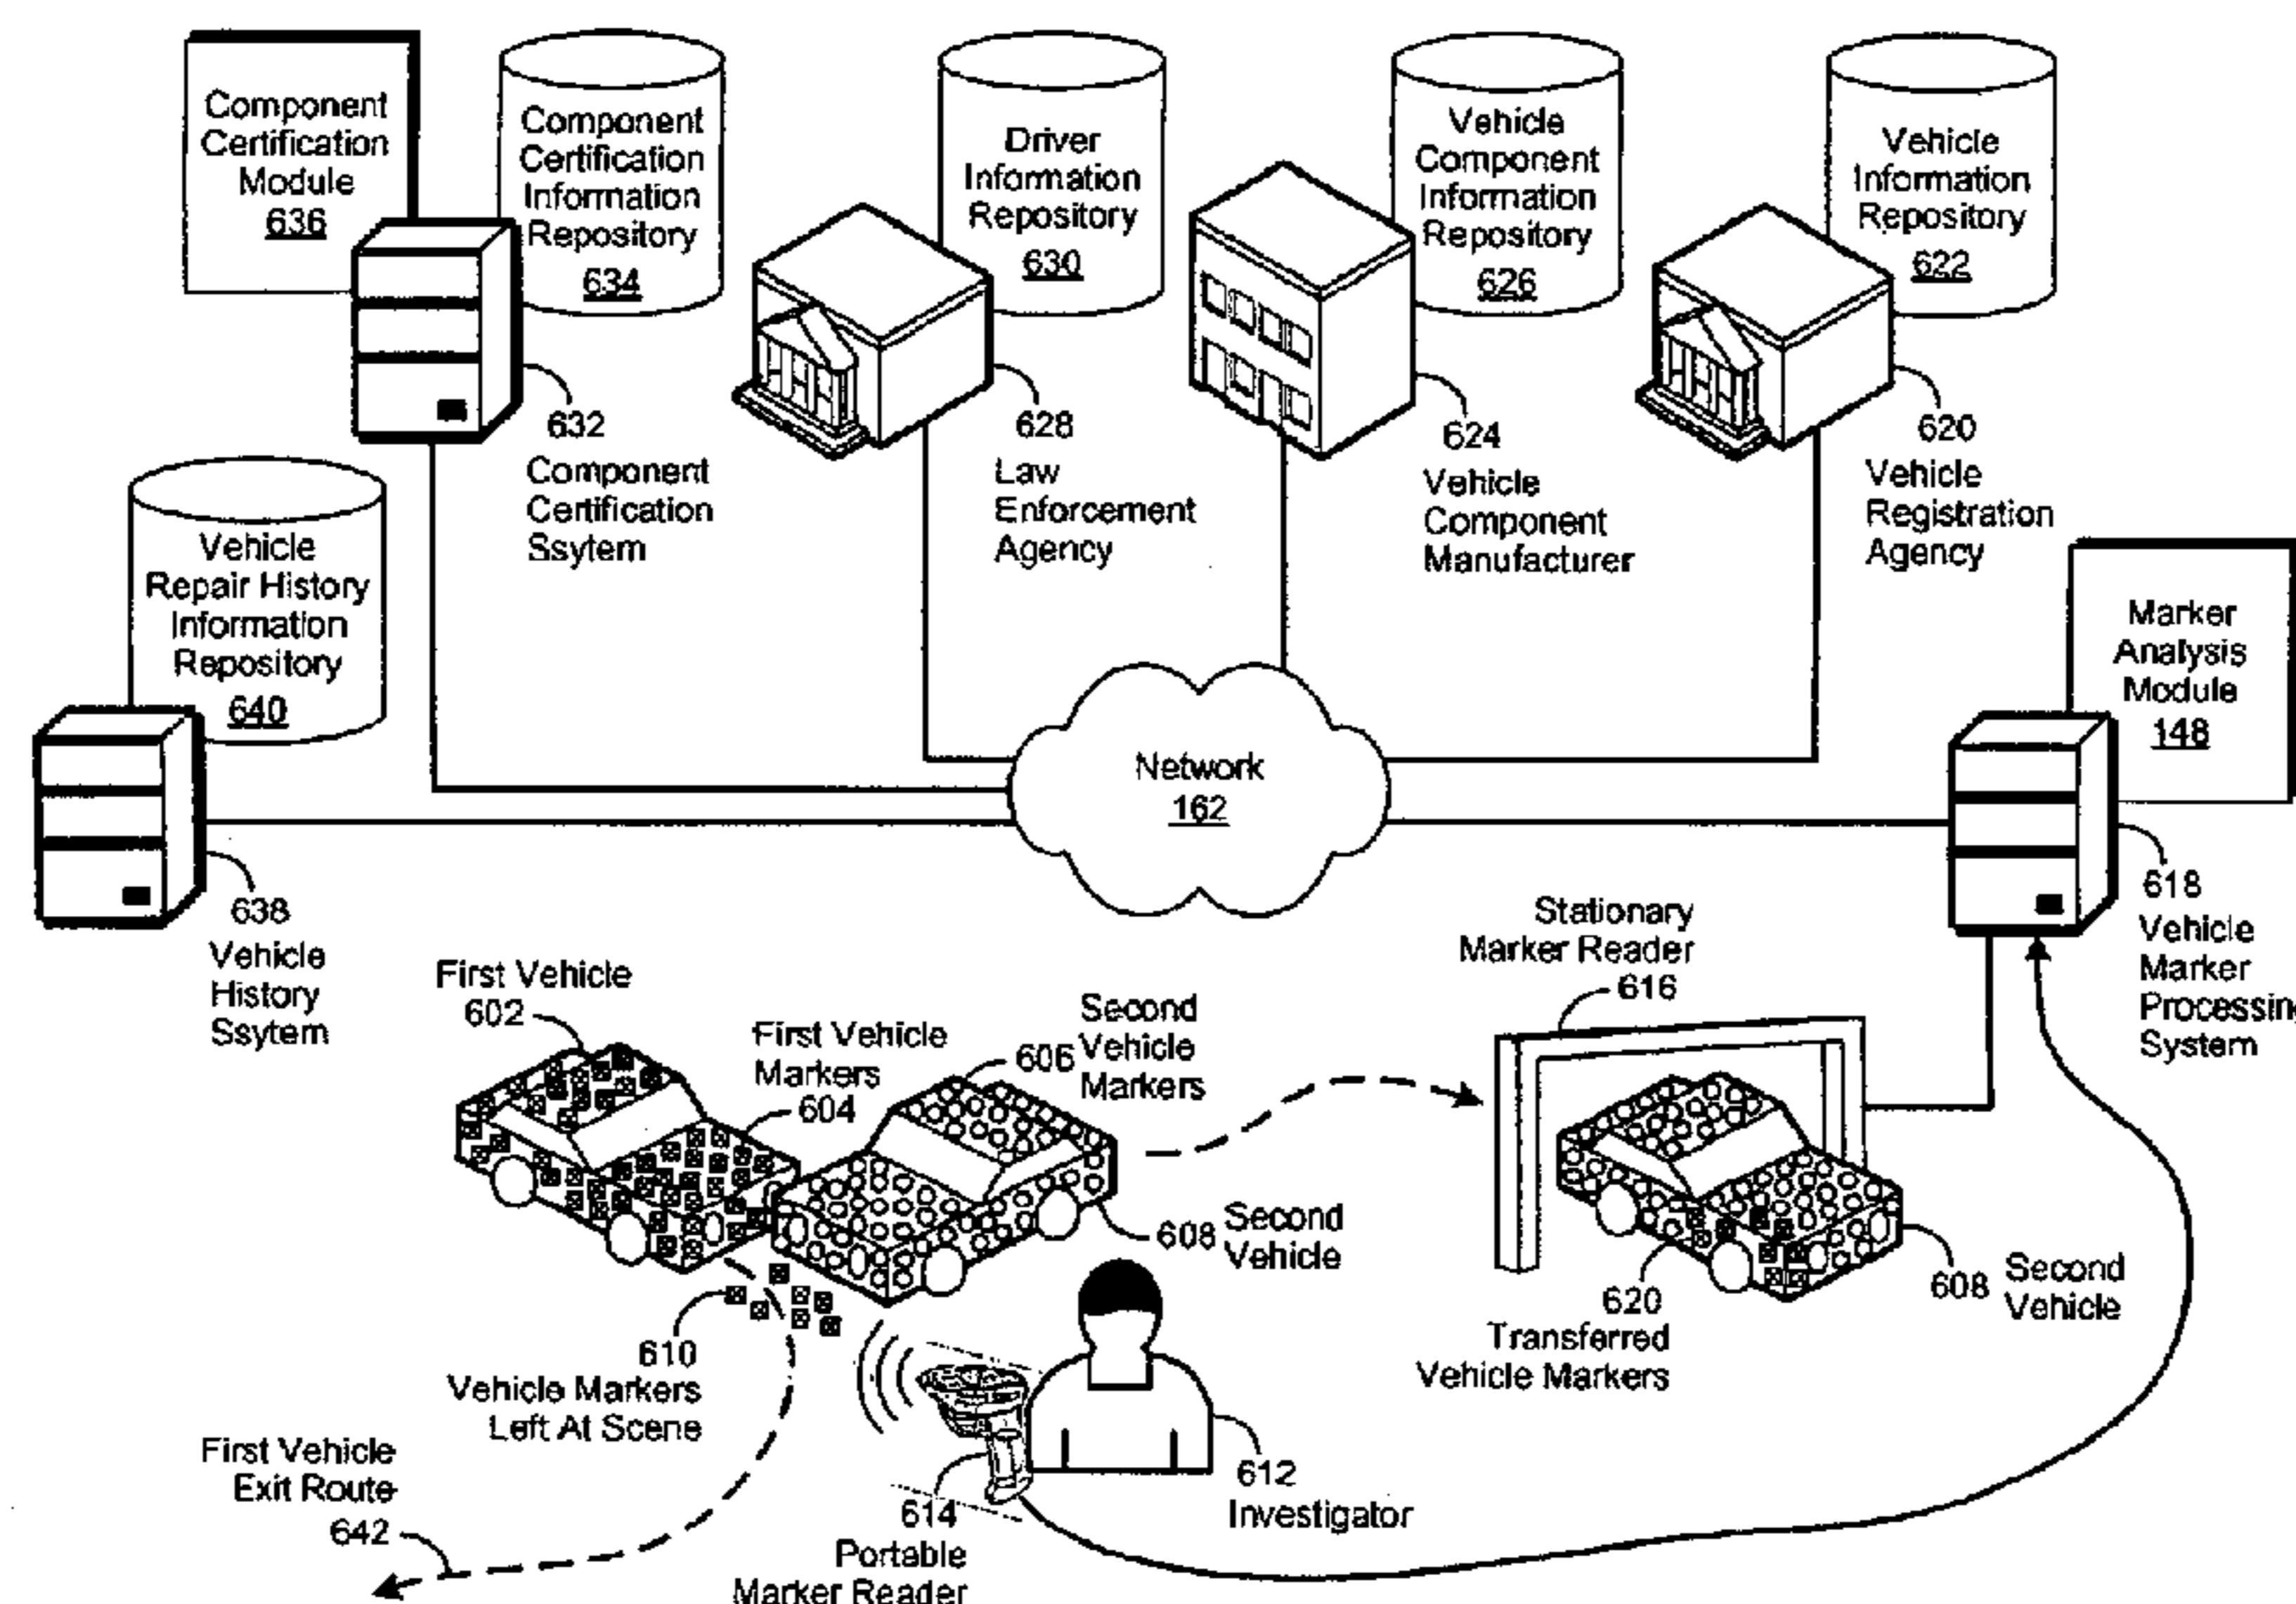 Component
Certification
Module
636
Component
Certification
Information
Repository
634
Driver
Information
Repository
630
Vehicle
Component
Information
Repository
626
Vehicle
Information
Repository
622
632
Component
Certification
Ssytem
628
Law
Enforcement
Agency
624
Vehicle
Component
Manufacturer
620
Vehicle
Registration
Agency
Vehicle
Repair History
Information
Repository
640
Marker
Analysis
Module
148
Network
162
638
Vehicle
History
Ssytem
618
Vehicle
Marker
Processing
System
First Vehicle
602
First Vehicle
Markers
604
606
Second
Vehicle
Markers
Stationary
Marker Reader
616
608
Second
Vehicle
620
Transferred
Vehicle Markers
608
Second
Vehicle
610
Vehicle Markers
Left At Scene
First Vehicle
Exit Route
642
614
Portable
Marker Reader
612
Investigator